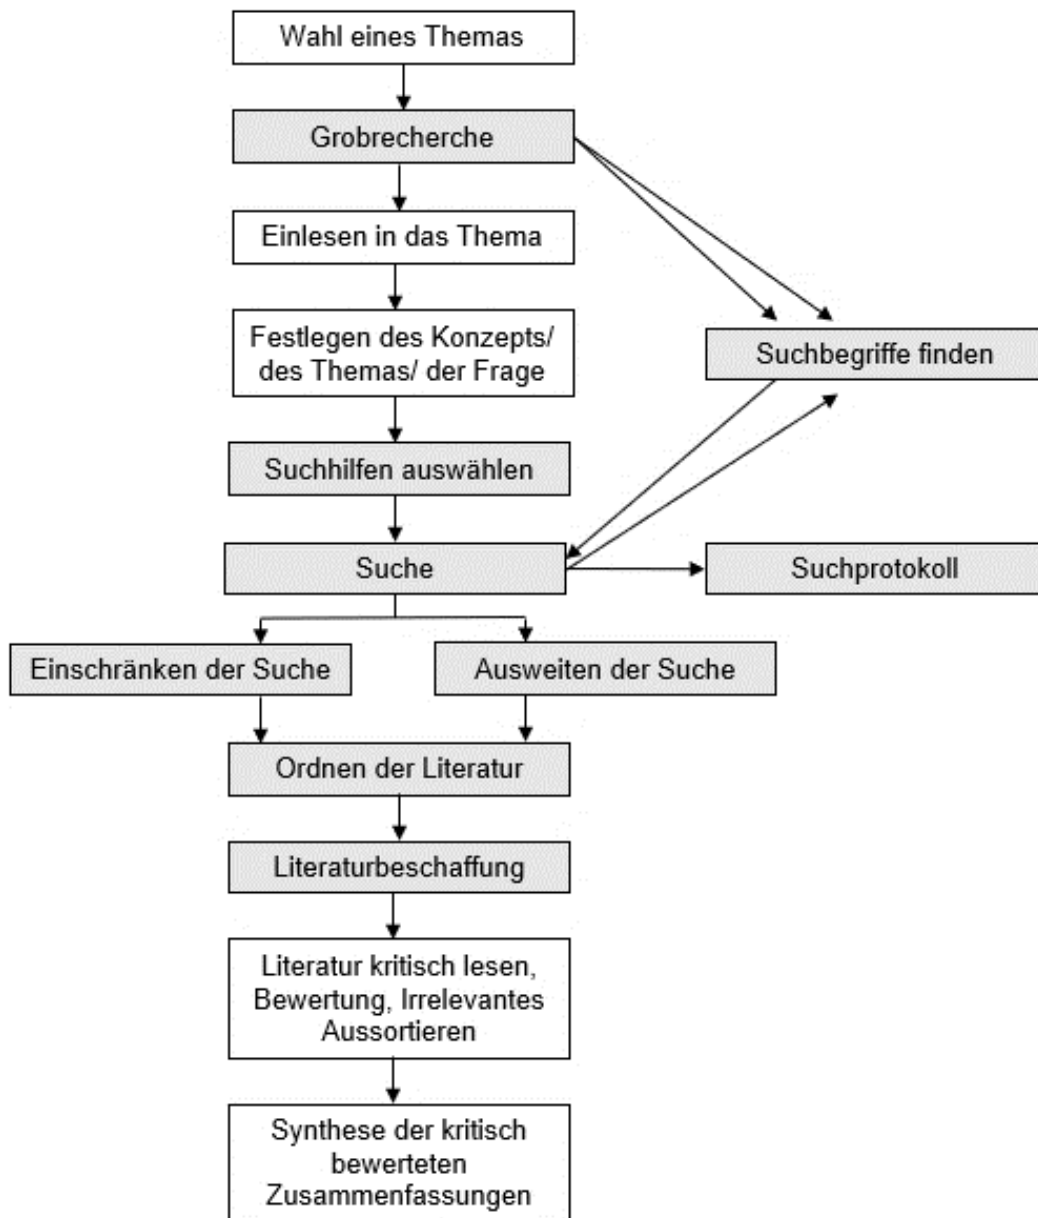 Wahl eines Themas
Grobrecherche
Einlesen in das Thema
Festlegen des Konzepts/
des Themas/ der Frage
Suchbegriffe finden
Suchhilfen auswählen
Suche
Suchprotokoll
Einschränken der Suche
Ausweiten der Suche
Ordnen der Literatur
Literaturbeschaffung
Literatur kritisch lesen,
Bewertung, Irrelevantes
Aussortieren
Synthese der kritisch
bewerteten
Zusammenfassungen